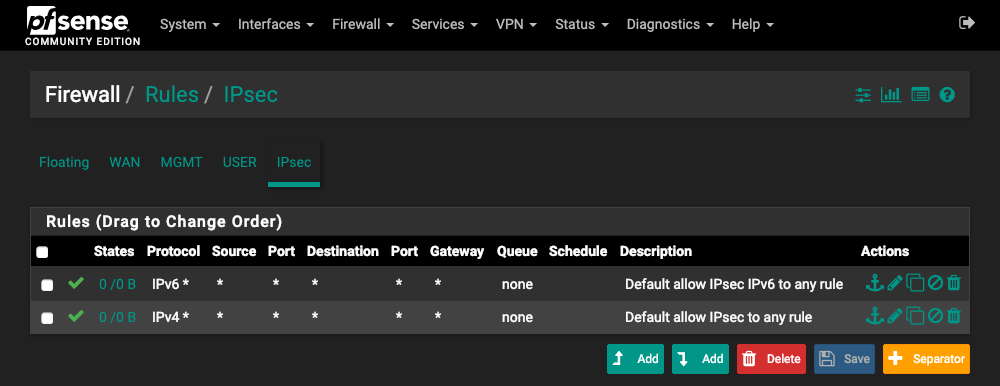 pfsense
COMMUNITY EDITION
System Interfaces Firewall Services VPN Status Diagnostics Help
Firewall / Rules / IPsec
Floating WAN MGMT USER IPsec
Rules (Drag to Change Order)
States Protocol Source Port Destination Port Gateway Queue Schedule Description Actions
0 /0 B IPv6 * * * * * * none Default allow IPsec IPv6 to any rule
0 /0 B IPv4 * * * * * * none Default allow IPsec to any rule
Add Add Delete Save Separator